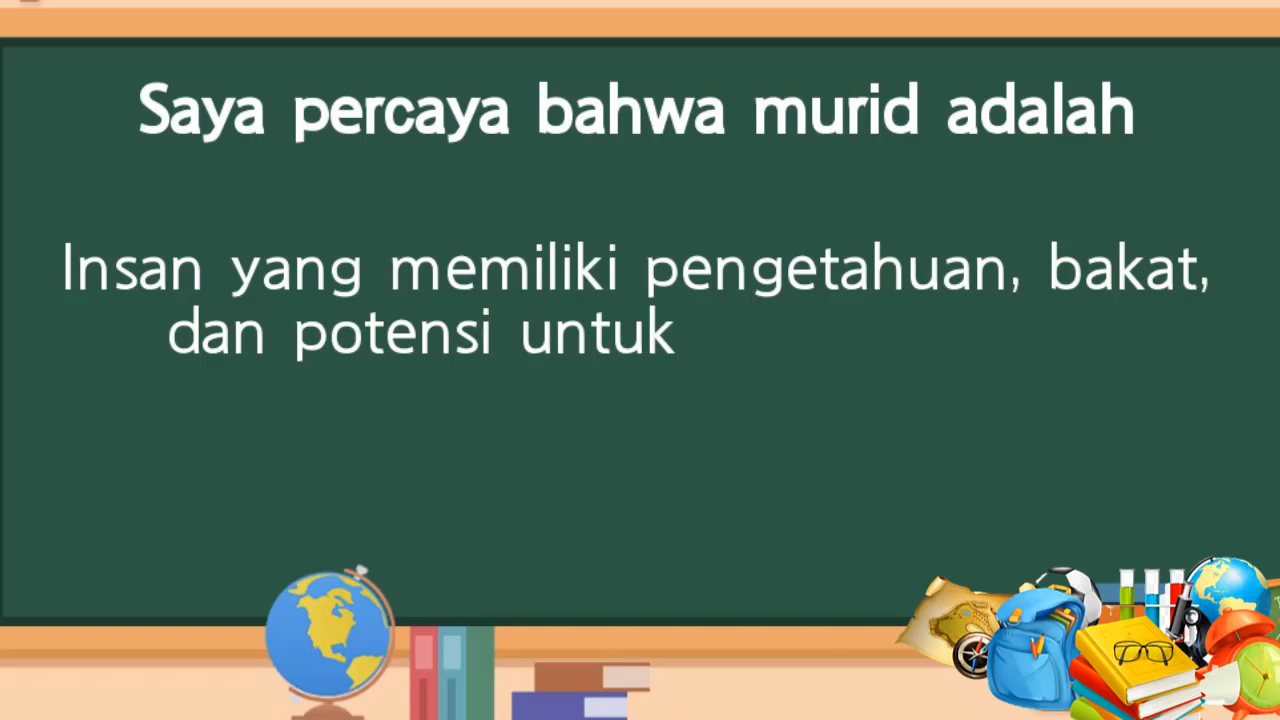 Saya percaya bahwa murid adalah
Insan yang memiliki pengetahuan, bakat,
dan potensi untuk